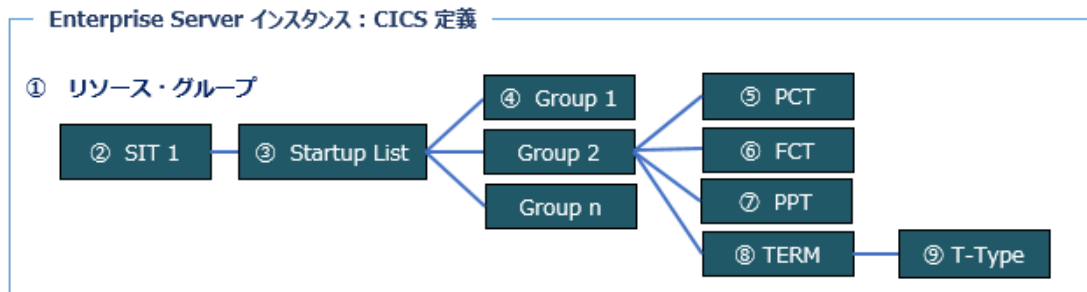 Enterprise Server インスタンス：CICS 定義
① リソース・グループ
② SIT 1
③ Startup List
④ Group 1
Group 2
Group n
⑤ PCT
⑥ FCT
⑦ PPT
⑧ TERM
⑨ T-Type